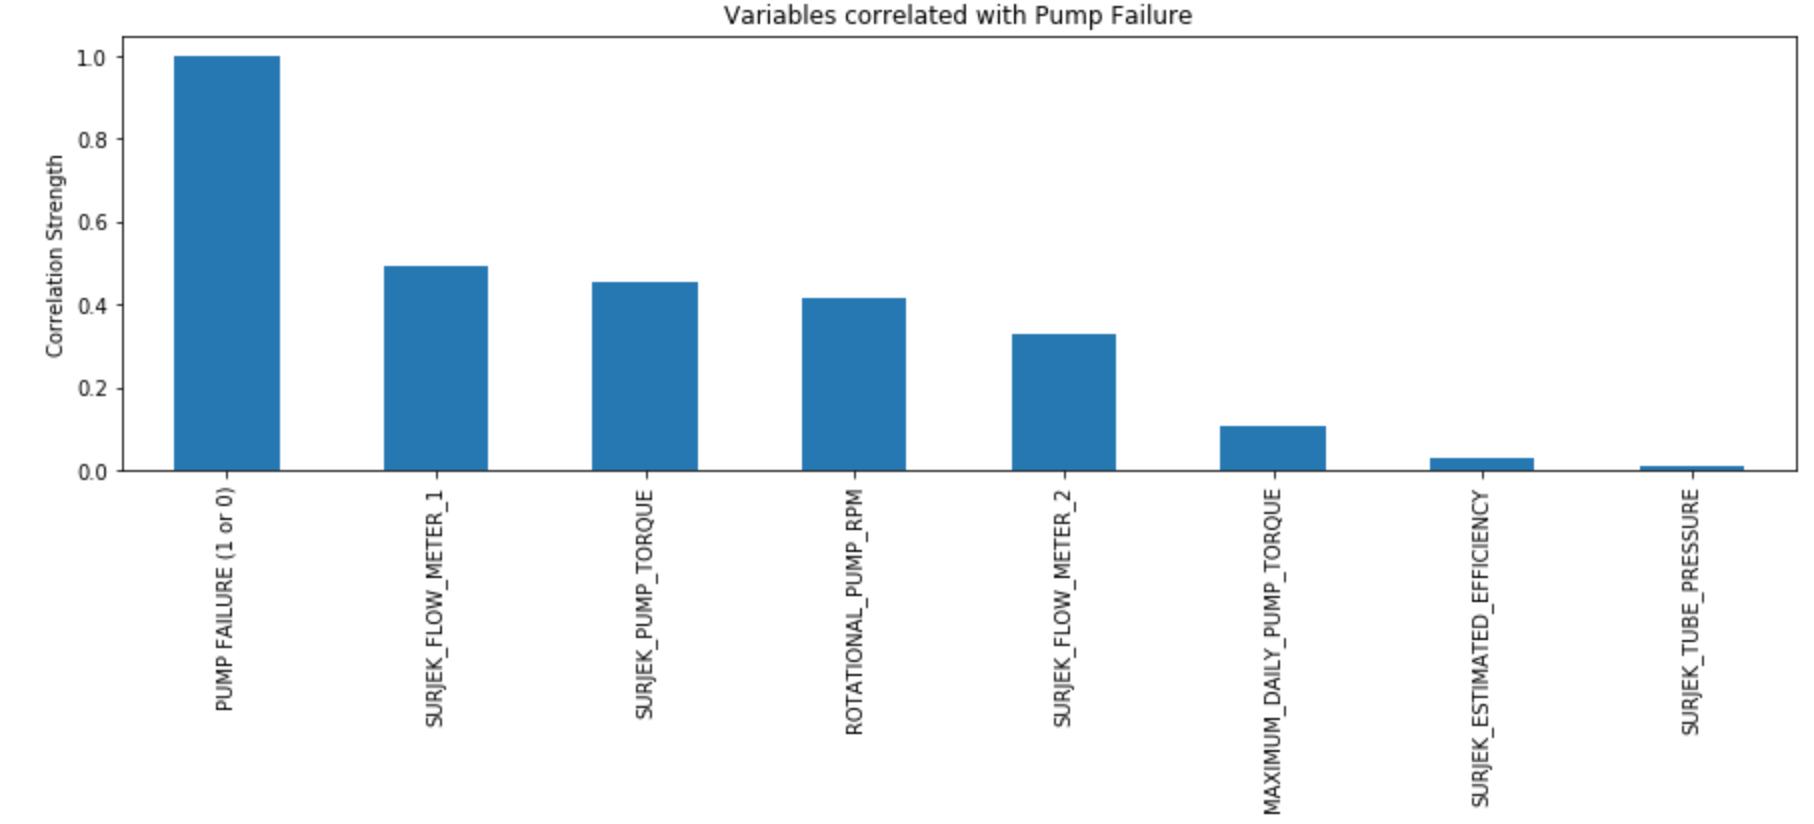 Variables correlated with Pump Failure
Correlation Strength
1.0
0.8
0.6
0.4
0.2
0.0
PUMP FAILURE (1 or 0)
SURJEK_FLOW_METER_1
SURJEK_PUMP_TORQUE
ROTATIONAL_PUMP_RPM
SURJEK_FLOW_METER_2
MAXIMUM_DAILY_PUMP_TORQUE
SURJEK_ESTIMATED_EFFICIENCY
SURJEK_TUBE_PRESSURE